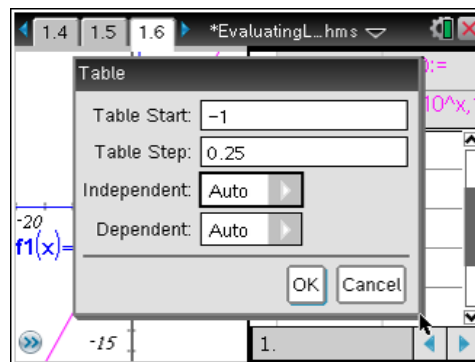 1.4 1.5 1.6 *EvaluatingL...hms
Table
Table Start: -1
Table Step: 0.25
Independent: Auto
Dependent: Auto
OK Cancel
):=
10^x,
-20
f1(x)=
-15
1.